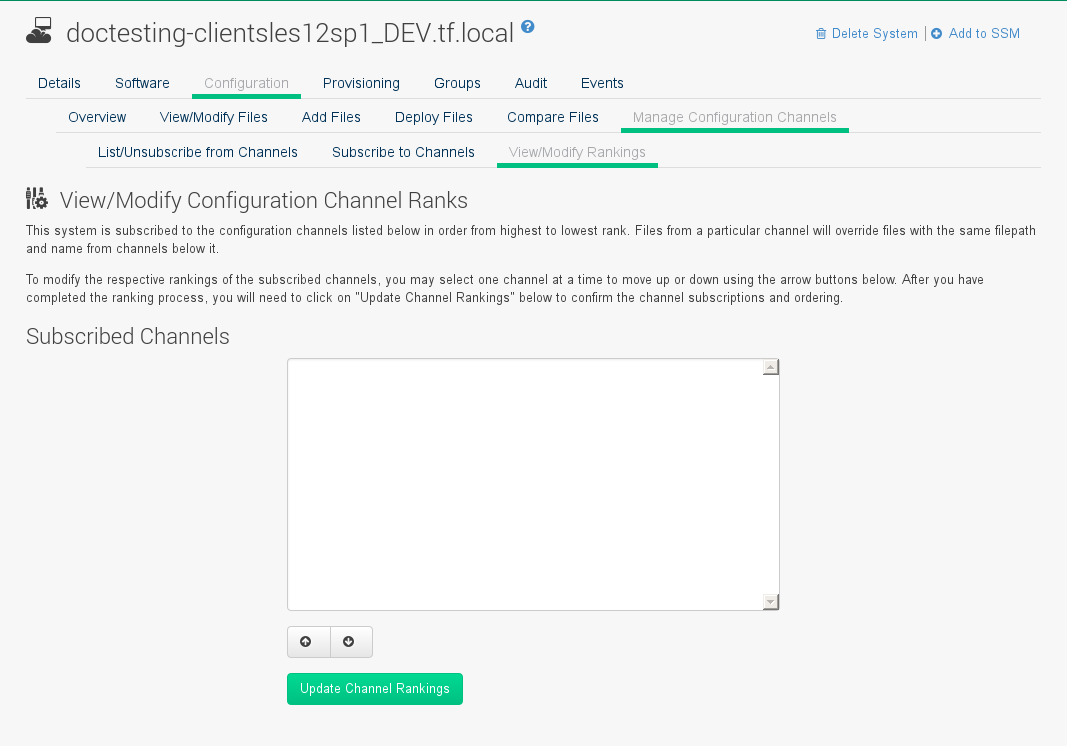 doctesting-clientsles12sp1_DEV.tf.local ?
Delete System | Add to SSM
Details Software Configuration Provisioning Groups Audit Events
Overview View/Modify Files Add Files Deploy Files Compare Files Manage Configuration Channels
List/Unsubscribe from Channels Subscribe to Channels View/Modify Rankings
View/Modify Configuration Channel Ranks
This system is subscribed to the configuration channels listed below in order from highest to lowest rank. Files from a particular channel will override files with the same filepath
and name from channels below it.
To modify the respective rankings of the subscribed channels, you may select one channel at a time to move up or down using the arrow buttons below. After you have
completed the ranking process, you will need to click on "Update Channel Rankings" below to confirm the channel subscriptions and ordering.
Subscribed Channels
Update Channel Rankings